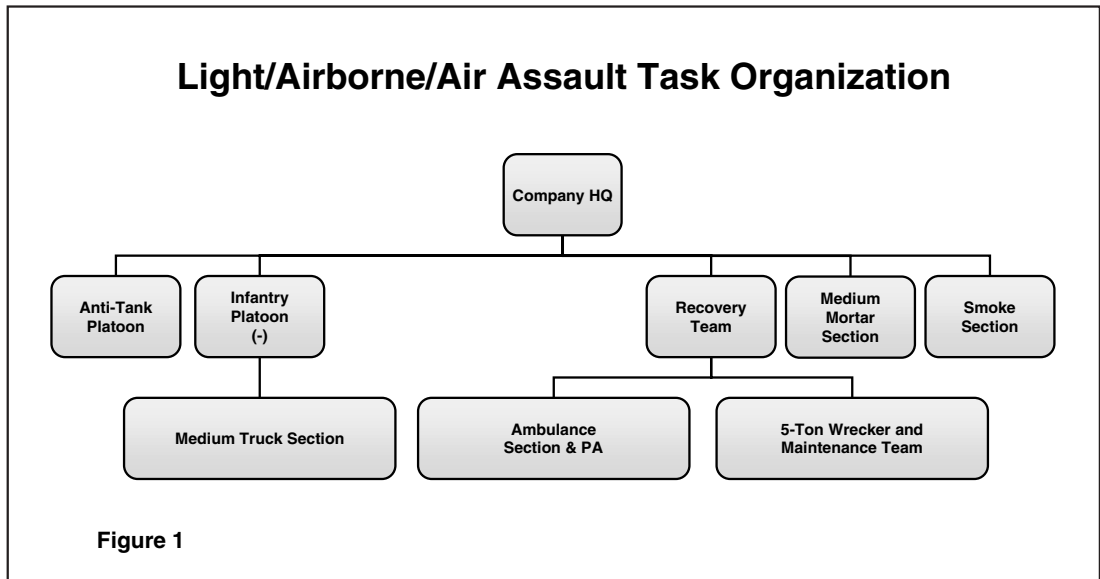 Light/Airborne/Air Assault Task Organization
Company HQ
Anti-Tank
Platoon
Infantry
Platoon
(-)
Recovery
Team
Medium
Mortar
Section
Smoke
Section
Medium Truck Section
Ambulance
Section & PA
5-Ton Wrecker and
Maintenance Team
Figure 1